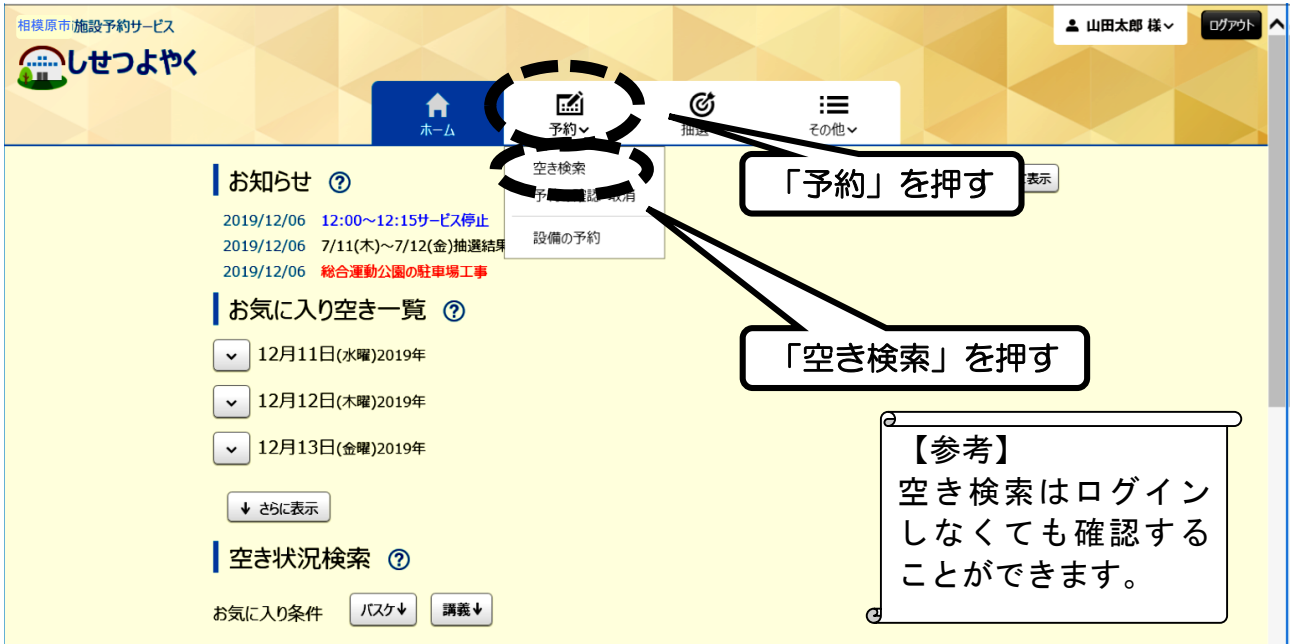 相模原市施設予約サービス
しせつよやく
山田太郎 様
ログアウト
ホーム
予約
抽選
その他
空き検索
設備の予約
「予約」を押す
表示
お知らせ ?
2019/12/06 12:00～12:15サービス停止
2019/12/06 7/11(木)～7/12(金)抽選結果
2019/12/06 総合運動公園の駐車場工事
お気に入り空き一覧 ?
12月11日(水曜)2019年
12月12日(木曜)2019年
12月13日(金曜)2019年
「空き検索」を押す
↓ さらに表示
【参考】
空き検索はログイン
しなくても確認する
ことができます。
空き状況検索 ?
お気に入り条件 バスケ↓ 講義↓